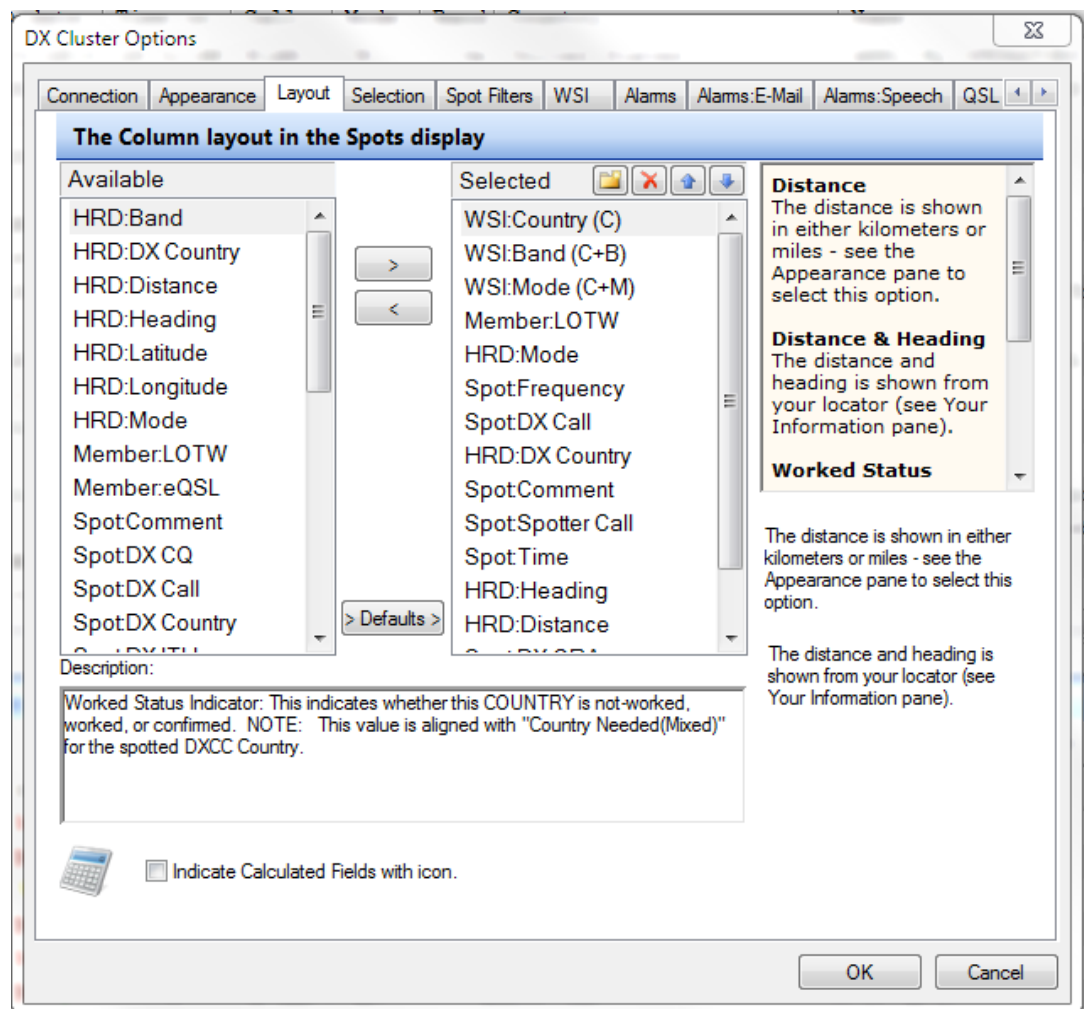 DX Cluster Options
Connection Appearance Layout Selection Spot Filters WSI Alarms Alarms:E-Mail Alarms:Speech QSL
The Column layout in the Spots display
Available
HRD:Band
HRD:DX Country
HRD:Distance
HRD:Heading
HRD:Latitude
HRD:Longitude
HRD:Mode
Member:LOTW
Member:eQSL
Spot:Comment
Spot:DX CQ
Spot:DX Call
Spot:DX Country
>
<
> Defaults >
Selected
WSI:Country (C)
WSI:Band (C+B)
WSI:Mode (C+M)
Member:LOTW
HRD:Mode
Spot:Frequency
Spot:DX Call
HRD:DX Country
Spot:Comment
Spot:Spotter Call
Spot:Time
HRD:Heading
HRD:Distance
Distance
The distance is shown
in either kilometers or
miles - see the
Appearance pane to
select this option.
Distance & Heading
The distance and
heading is shown from
your locator (see Your
Information pane).
Worked Status
The distance is shown in either
kilometers or miles - see the
Appearance pane to select this
option.
The distance and heading is
shown from your locator (see
Your Information pane).
Description:
Worked Status Indicator: This indicates whether this COUNTRY is not-worked,
worked, or confirmed. NOTE: This value is aligned with "Country Needed(Mixed)"
for the spotted DXCC Country.
Indicate Calculated Fields with icon.
OK Cancel